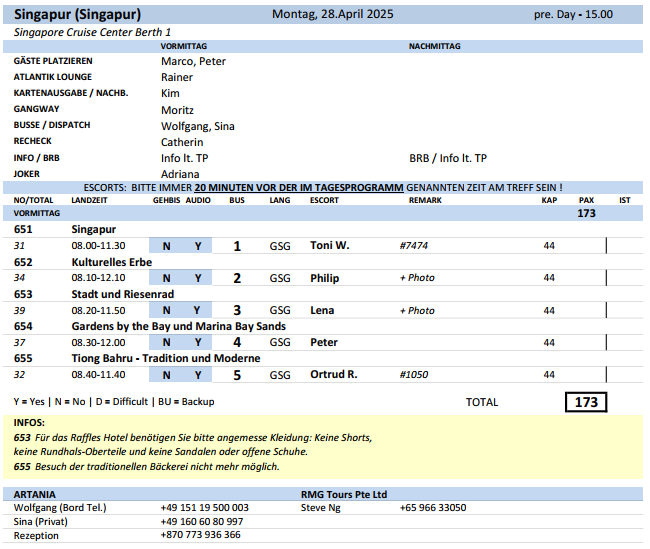 Singapur (Singapur) Montag, 28.April 2025 pre. Day - 15.00
Singapore Cruise Center Berth 1
VORMITTAG NACHMITTAG
GÄSTE PLATZIEREN Marco, Peter
ATLANTIK LOUNGE Rainer
KARTENAUSGABE / NACHB. Kim
GANGWAY Moritz
BUSSE / DISPATCH Wolfgang, Sina
RECHECK Catherin
INFO / BRB Info lt. TP BRB / Info lt. TP
JOKER Adriana
ESCORTS: BITTE IMMER 20 MINUTEN VOR DER IM TAGESPROGRAMM GENANNTEN ZEIT AM TREFF SEIN !
NO/TOTAL LANDZEIT GEHBIS AUDIO BUS LANG ESCORT REMARK KAP PAX IST
VORMITTAG 173
651 Singapur
31 08.00-11.30 N Y 1 GSG Toni W. #7474 44
652 Kulturelles Erbe
34 08.10-12.10 N Y 2 GSG Philip + Photo 44
653 Stadt und Riesenrad
39 08.20-11.50 N Y 3 GSG Lena + Photo 44
654 Gardens by the Bay und Marina Bay Sands
37 08.30-12.00 N Y 4 GSG Peter 44
655 Tiong Bahru - Tradition und Moderne
32 08.40-11.40 N Y 5 GSG Ortrud R. #1050 44
Y = Yes | N = No | D = Difficult | BU = Backup TOTAL 173
INFOS:
653 Für das Raffles Hotel benötigen Sie bitte angemesse Kleidung: Keine Shorts,
keine Rundhals-Oberteile und keine Sandalen oder offene Schuhe.
655 Besuch der traditionellen Bäckerei nicht mehr möglich.
ARTANIA RMG Tours Pte Ltd
Wolfgang (Bord Tel.) +49 151 19 500 003 Steve Ng +65 966 33050
Sina (Privat) +49 160 60 80 997
Rezeption +870 773 936 366